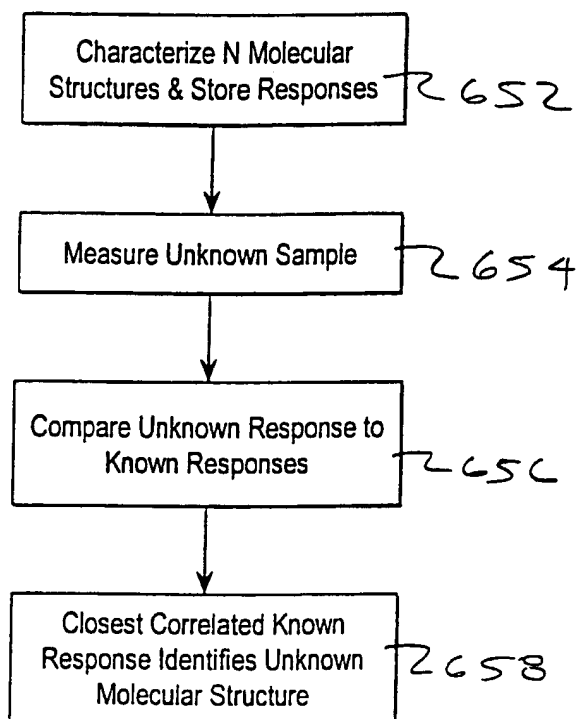 Characterize N Molecular
Structures & Store Responses
652
Measure Unknown Sample
654
Compare Unknown Response to
Known Responses
656
Closest Correlated Known
Response Identifies Unknown
Molecular Structure
658